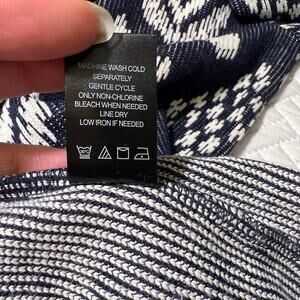 MACHINE WASH COLD
SEPARATELY
GENTLE CYCLE
ONLY NON-CHLORINE
BLEACH WHEN NEEDED
LINE DRY
LOW IRON IF NEEDED